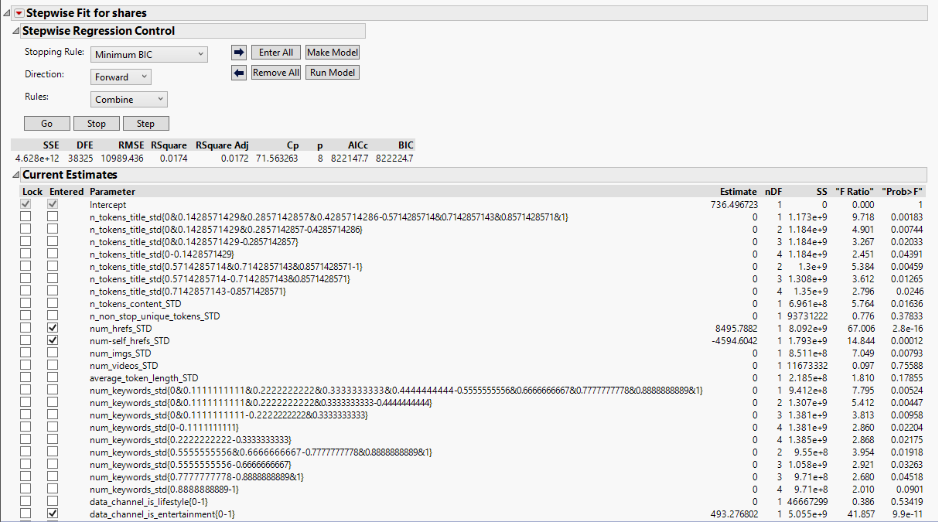 Stepwise Fit for shares
Stepwise Regression Control
Stopping Rule: Minimum BIC Enter All Make Model
Direction: Forward Remove All Run Model
Rules: Combine
Go Stop Step
SSE DFE RMSE RSquare RSquare Adj Cp p AICc BIC
4.628e+12 38325 10989.436 0.0174 0.0172 71.563263 8 822147.7 822224.7
Current Estimates
Lock Entered Parameter Estimate nDF SS "F Ratio" "Prob>F"
Intercept 736.496723 1 0 0.000 1
n_tokens_title_std{0&0.1428571429&0.2857142857&0.4285714286-0.5714285714&0.7142857143&0.8571428571&1} 0 1 1.173e+9 9.718 0.00183
n_tokens_title_std{0&0.1428571429&0.2857142857-0.4285714286} 0 2 1.184e+9 4.901 0.00744
n_tokens_title_std{0&0.1428571429-0.2857142857} 0 3 1.184e+9 3.267 0.02033
n_tokens_title_std{0-0.1428571429} 0 4 1.184e+9 2.451 0.04391
n_tokens_title_std{0.5714285714&0.7142857143&0.8571428571-1} 0 2 1.3e+9 5.384 0.00459
n_tokens_title_std{0.5714285714-0.7142857143&0.8571428571} 0 3 1.308e+9 3.612 0.01265
n_tokens_title_std{0.7142857143-0.8571428571} 0 4 1.35e+9 2.796 0.0246
n_tokens_content_STD 0 1 6.961e+8 5.764 0.01636
n_non_stop_unique_tokens_STD 0 1 93731222 0.776 0.37833
num_hrefs_STD 8495.7882 1 8.092e+9 67.006 2.8e-16
num-self_hrefs_STD -4594.6042 1 1.793e+9 14.844 0.00012
num_imgs_STD 0 1 8.511e+8 7.049 0.00793
num_videos_STD 0 1 11673332 0.097 0.75588
average_token_length_STD 0 1 2.185e+8 1.810 0.17855
num_keywords_std{0&0.1111111111&0.2222222222&0.3333333333&0.4444444444-0.5555555556&0.6666666667&0.7777777778&0.8888888889&1} 0 1 9.412e+8 7.795 0.00524
num_keywords_std{0&0.1111111111&0.2222222222&0.3333333333-0.4444444444} 0 2 1.307e+9 5.412 0.00447
num_keywords_std{0&0.1111111111-0.2222222222&0.3333333333} 0 3 1.381e+9 3.813 0.00958
num_keywords_std{0-0.1111111111} 0 4 1.381e+9 2.860 0.02204
num_keywords_std{0.2222222222-0.3333333333} 0 4 1.385e+9 2.868 0.02175
num_keywords_std{0.5555555556&0.6666666667-0.7777777778&0.8888888889&1} 0 2 9.55e+8 3.954 0.01918
num_keywords_std{0.5555555556-0.6666666667} 0 3 1.058e+9 2.921 0.03263
num_keywords_std{0.7777777778-0.8888888889&1} 0 3 9.71e+8 2.680 0.04518
num_keywords_std{0.8888888889-1} 0 4 9.71e+8 2.010 0.0901
data_channel_is_lifestyle{0-1} 0 1 46667299 0.386 0.53419
data_channel_is_entertainment{0-1} 493.276802 1 5.055e+9 41.857 9.9e-11